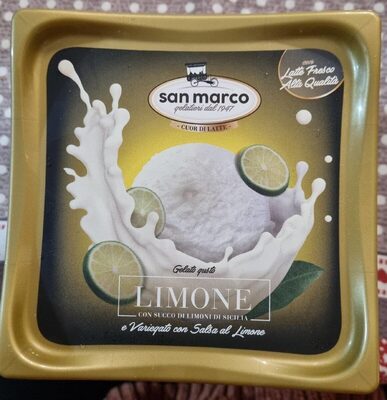 san marco
gelatieri dal 1947
CUOR DI LATTE
con
Latte Fresco
Alta Qualità
Gelato gusto
LIMONE
CON SUCCO DI LIMONI DI SICILIA
e Variegato con Salsa al Limone